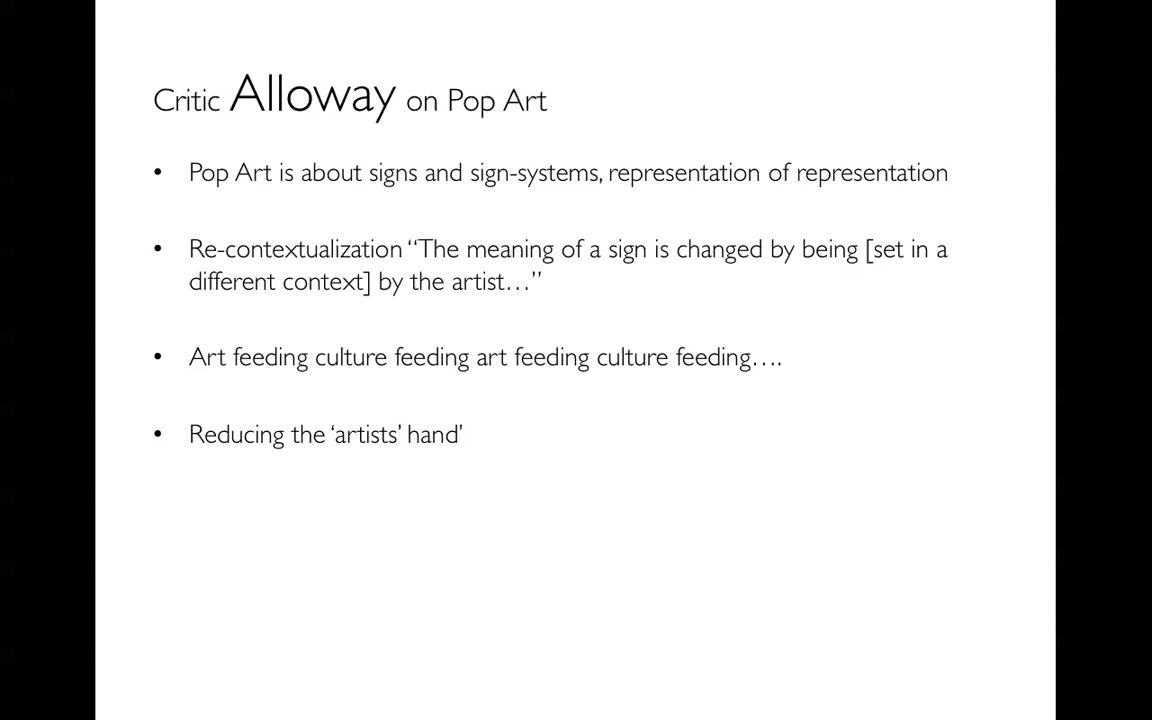 Critic Alloway on Pop Art
• Pop Art is about signs and sign-systems, representation of representation
• Re-contextualization “The meaning of a sign is changed by being [set in a
different context] by the artist…”
• Art feeding culture feeding art feeding culture feeding….
• Reducing the ‘artists’ hand’